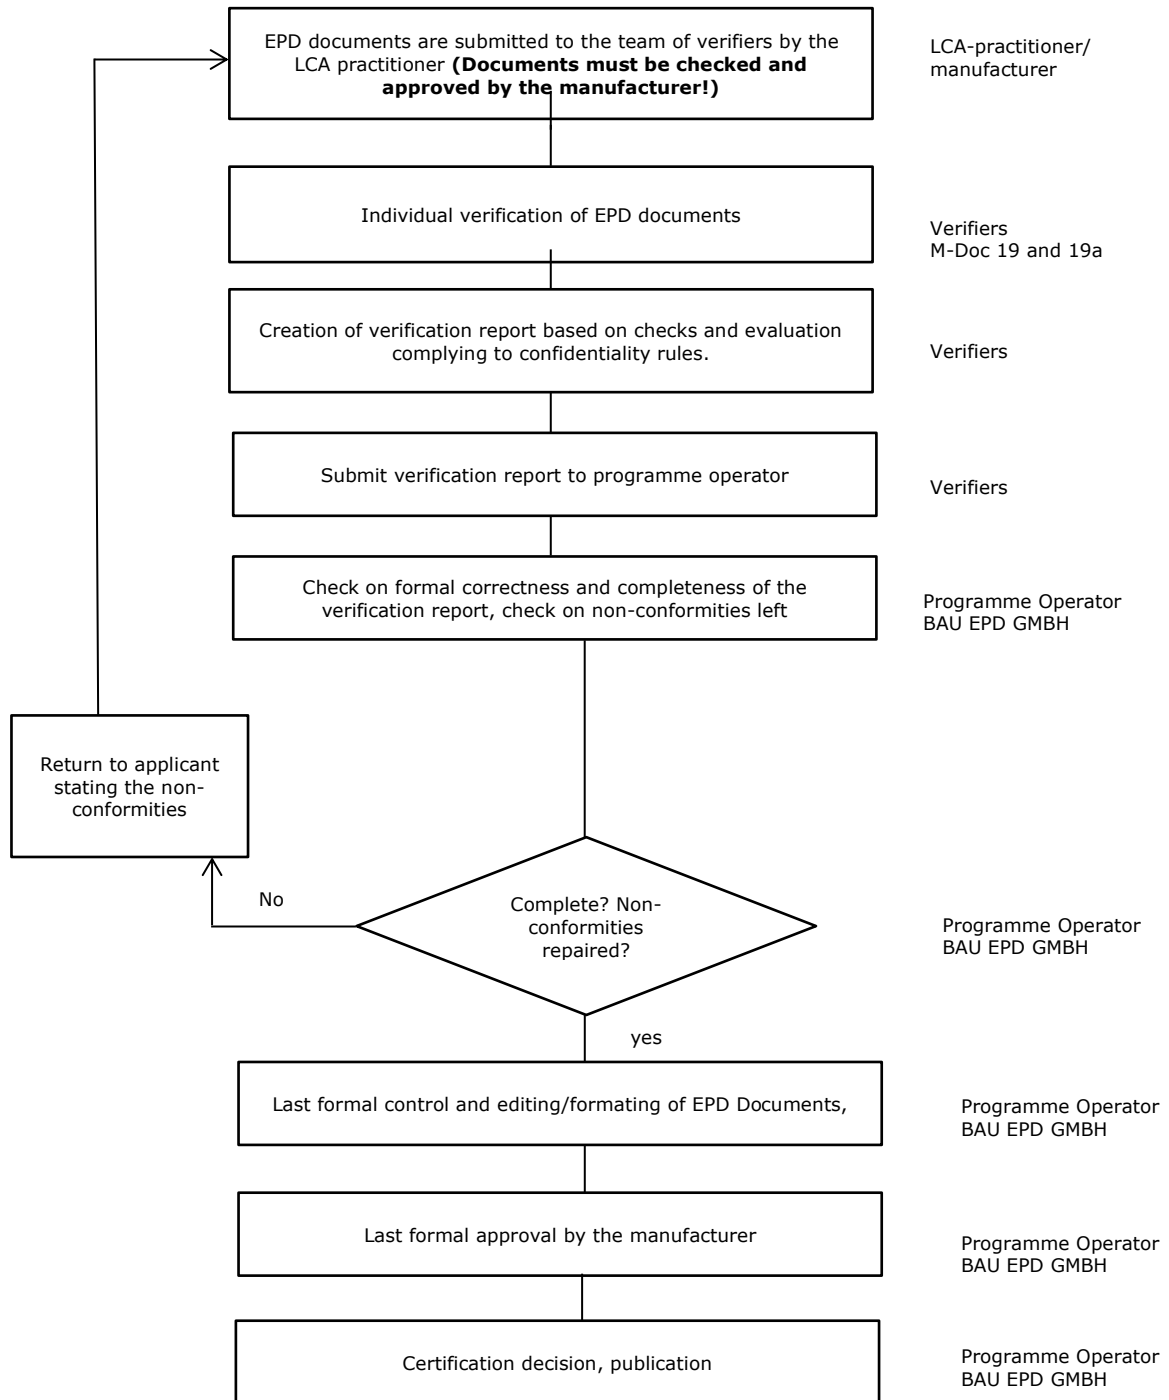 EPD documents are submitted to the team of verifiers by the
LCA practitioner (Documents must be checked and
approved by the manufacturer!)
LCA-practitioner/
manufacturer
Individual verification of EPD documents
Verifiers
M-Doc 19 and 19a
Creation of verification report based on checks and evaluation
complying to confidentiality rules.
Verifiers
Submit verification report to programme operator
Verifiers
Check on formal correctness and completeness of the
verification report, check on non-conformities left
Programme Operator
BAU EPD GMBH
Return to applicant
stating the non-
conformities
No
Complete? Non-
conformities
repaired?
Programme Operator
BAU EPD GMBH
yes
Last formal control and editing/formating of EPD Documents,
Programme Operator
BAU EPD GMBH
Last formal approval by the manufacturer
Programme Operator
BAU EPD GMBH
Certification decision, publication
Programme Operator
BAU EPD GMBH